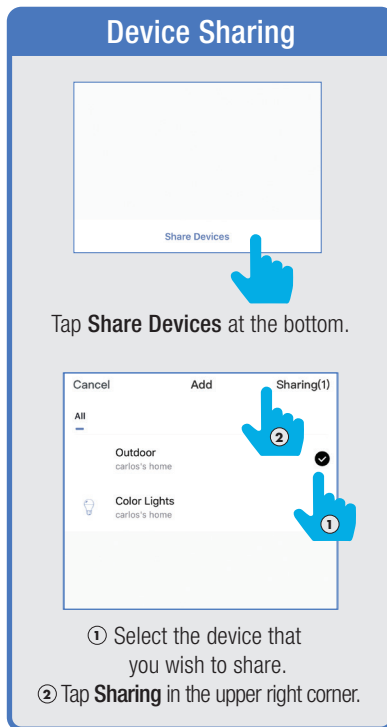 Device Sharing
Share Devices
Tap Share Devices at the bottom.
Cancel Add Sharing(1)
All
②
Outdoor
carlos's home
Color Lights
carlos's home
①
① Select the device that
you wish to share.
② Tap Sharing in the upper right corner.